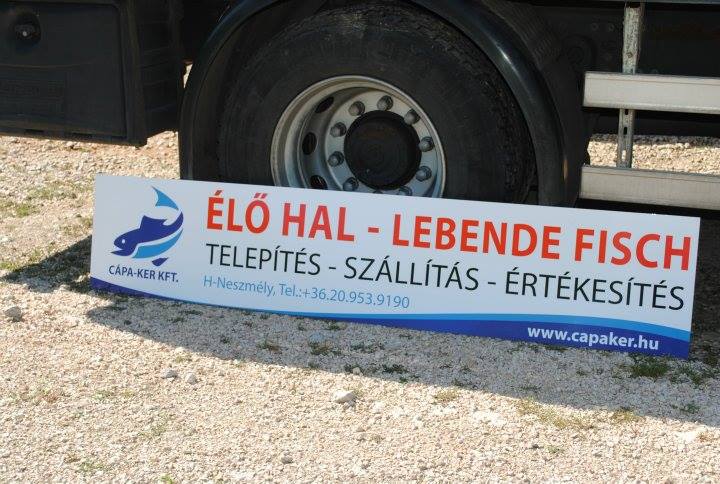 ÉLŐ HAL - LEBENDE FISCH
TELEPÍTÉS - SZÁLLÍTÁS - ÉRTÉKESÍTÉS
CÁPA-KER KFT.
H-Neszmély, Tel.:+36.20.953.9190
www.capaker.hu